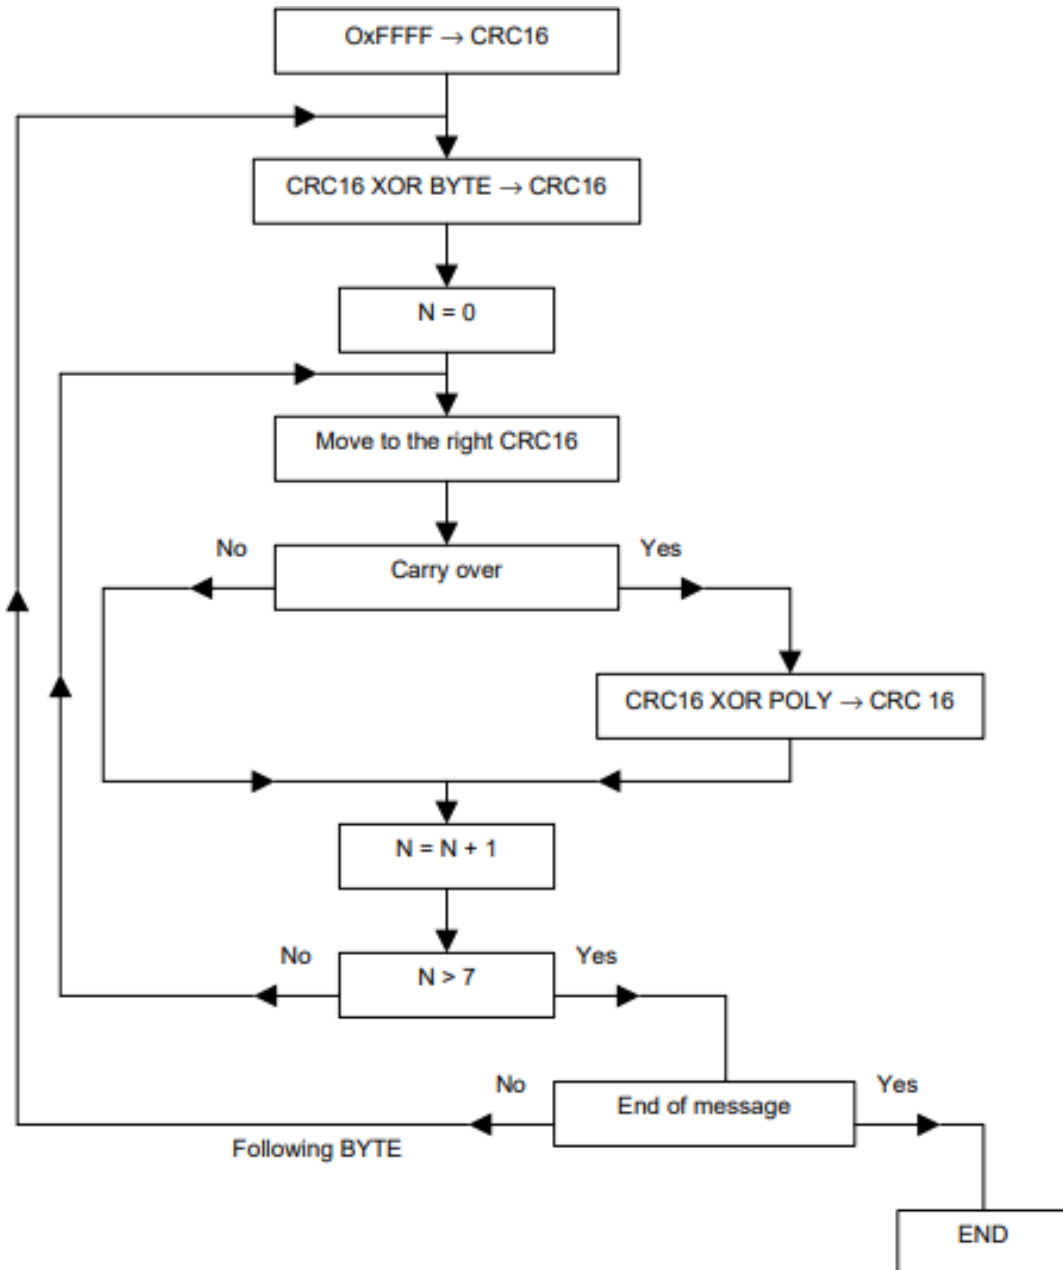 OxFFFF → CRC16
CRC16 XOR BYTE → CRC16
N = 0
Move to the right CRC16
No
Yes
Carry over
CRC16 XOR POLY → CRC 16
N = N + 1
No
Yes
N > 7
No
Yes
End of message
Following BYTE
END